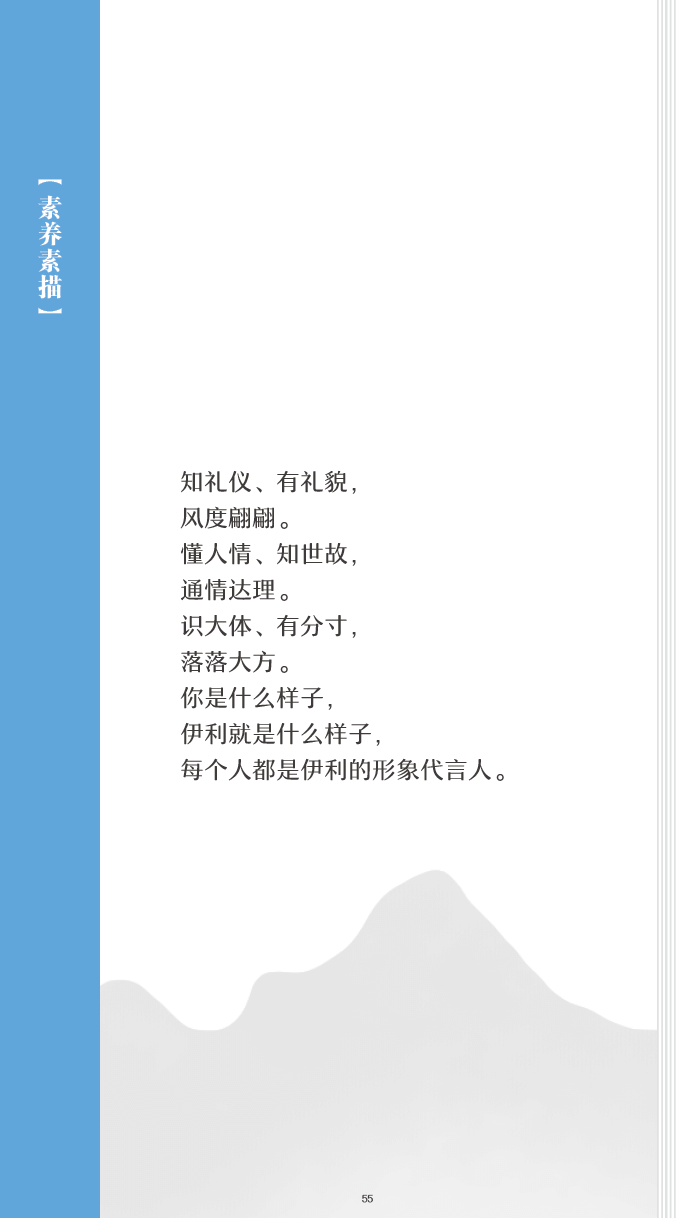 【素养素描】
知礼仪、有礼貌，
风度翩翩。
懂人情、知世故，
通情达理。
识大体、有分寸，
落落大方。
你是什么样子，
伊利就是什么样子，
每个人都是伊利的形象代言人。
55